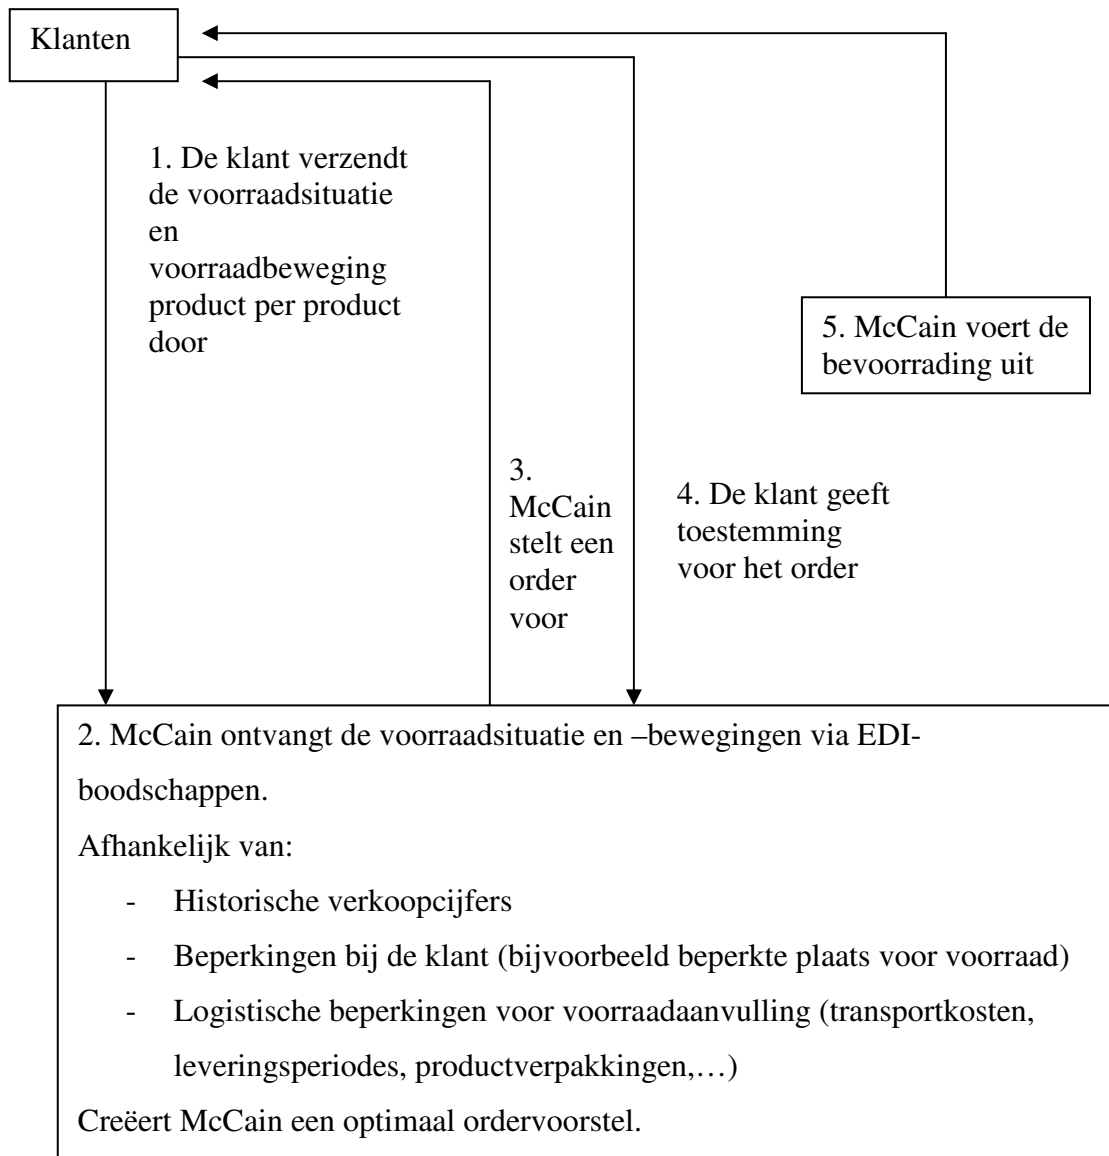 Klanten
1. De klant verzendt
de voorraadsituatie
en
voorraadbeweging
product per product
door
5. McCain voert de
bevoorrading uit
3.
McCain
stelt een
order
voor
4. De klant geeft
toestemming
voor het order
2. McCain ontvangt de voorraadsituatie en –bewegingen via EDI-
boodschappen.
Afhankelijk van:
- Historische verkoopcijfers
- Beperkingen bij de klant (bijvoorbeeld beperkte plaats voor voorraad)
- Logistische beperkingen voor voorraadaanvulling (transportkosten,
leveringsperiodes, productverpakkingen,…)
Creëert McCain een optimaal ordervoorstel.